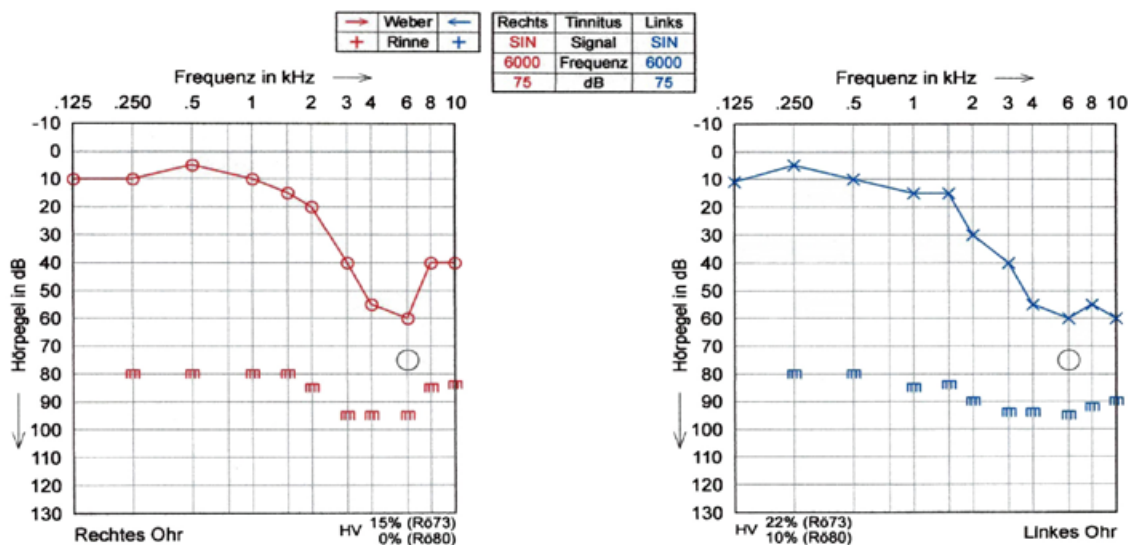 → Weber ←
+ Rinne +
Rechts Tinnitus Links
SIN Signal SIN
6000 Frequenz 6000
75 dB 75
Frequenz in kHz →
.125 .250 .5 1 2 3 4 6 8 10
Hörpegel in dB
-10
0
10
20
30
40
50
60
70
80
90
100
110
120
130
Rechtes Ohr
HV 15% (Rö73)
0% (Rö80)
Frequenz in kHz →
.125 .250 .5 1 2 3 4 6 8 10
Hörpegel in dB
-10
0
10
20
30
40
50
60
70
80
90
100
110
120
130
HV 22% (Rö73)
10% (Rö80)
Linkes Ohr